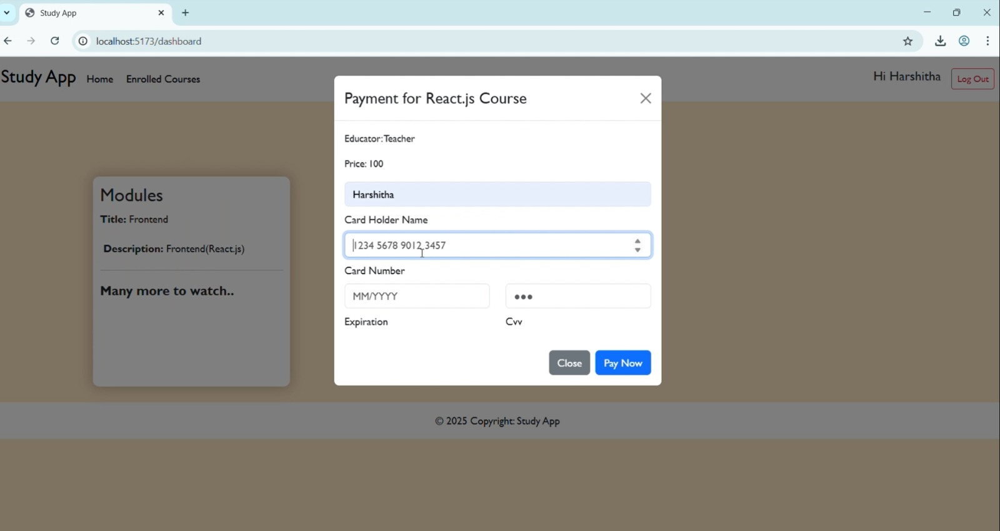 Study App
localhost:5173/dashboard
Study App Home Enrolled Courses
Hi Harshitha Log Out
Payment for React.js Course
Educator:Teacher
Price: 100
Harshitha
Card Holder Name
1234 5678 9012 3457
Card Number
MM/YYYY
•••
Expiration
Cvv
Close Pay Now
Modules
Title: Frontend
Description: Frontend(React.js)
Many more to watch..
© 2025 Copyright: Study App